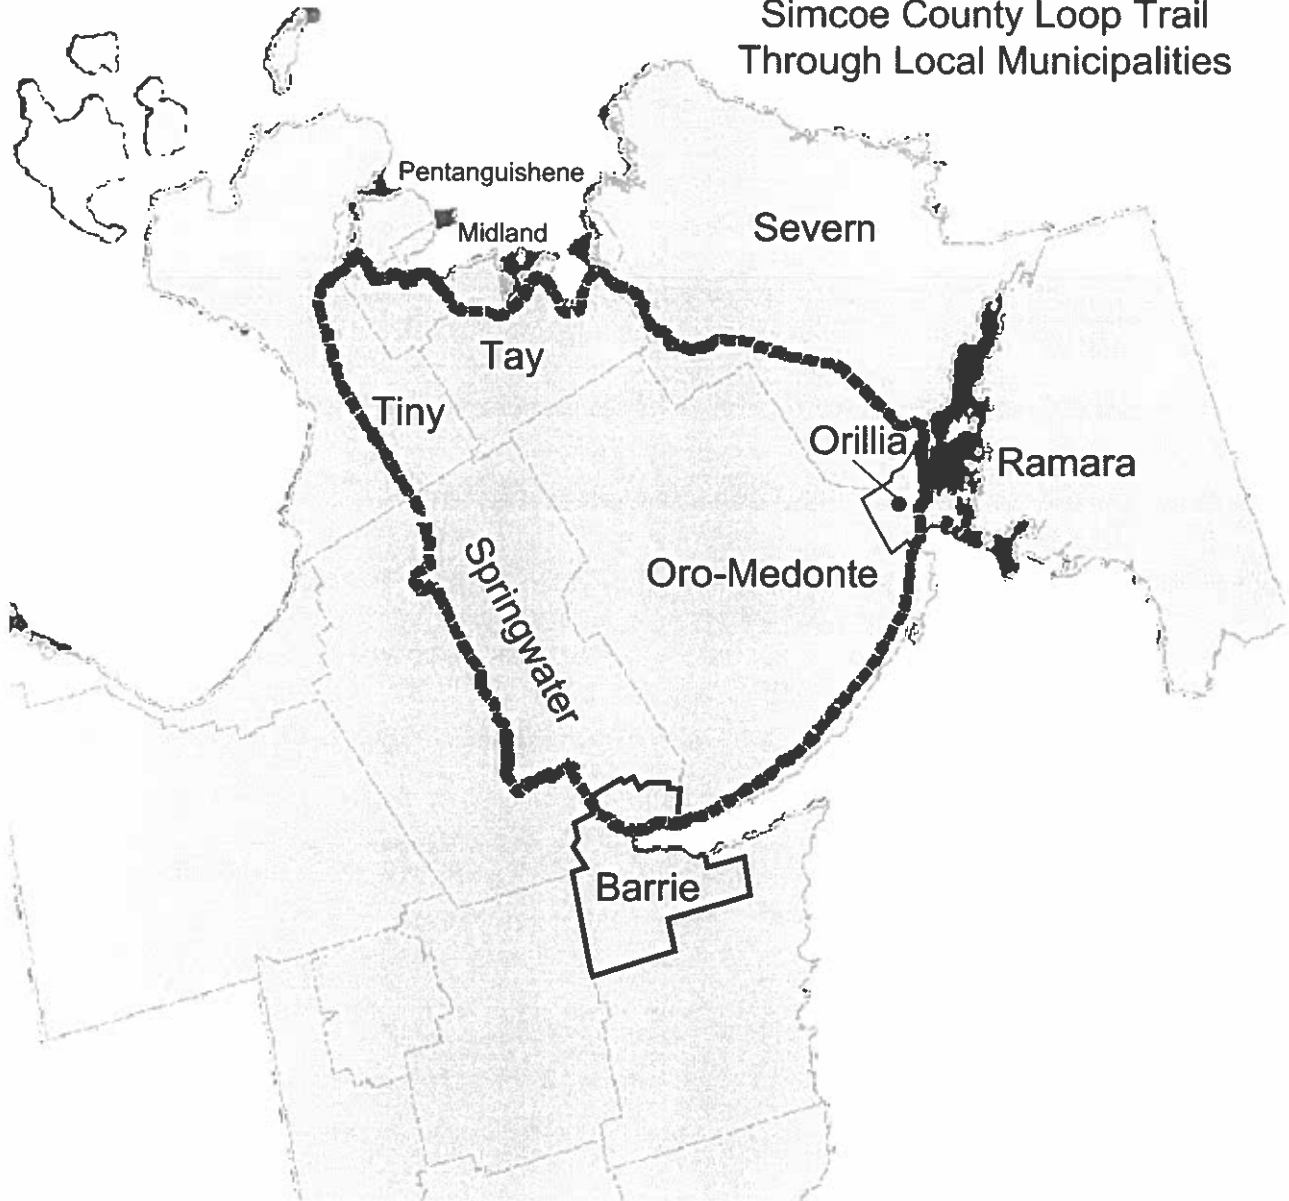 Simcoe County Loop Trail
Through Local Municipalities
Pentanguishene
Midland
Severn
Tay
Tiny
Orillia
Ramara
Oro-Medonte
Springwater
Barrie